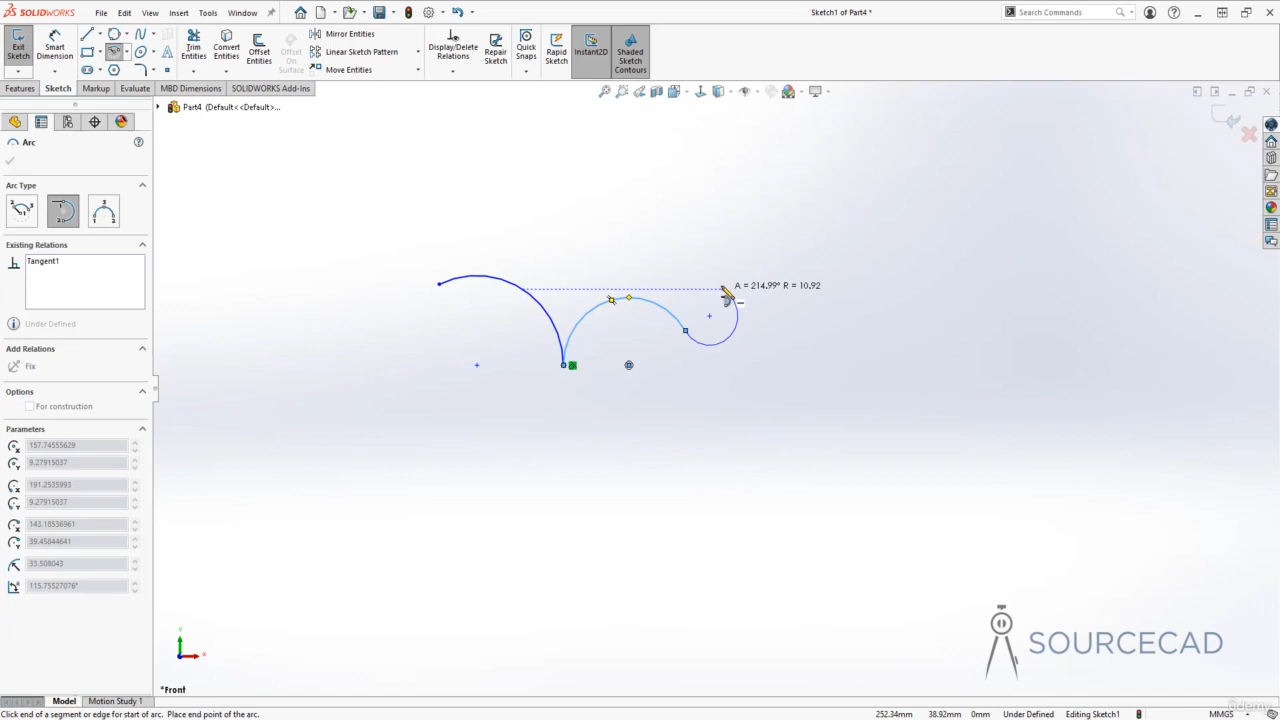 SOLIDWORKS File Edit View Insert Tools Window Sketch1 of Part4 * Search Commands
Exit Sketch
Smart Dimension
Trim Entities
Convert Entities
Offset Entities
Offset On Surface
Mirror Entities
Linear Sketch Pattern
Move Entities
Display/Delete Relations
Repair Sketch
Quick Snaps
Rapid Sketch
Instant2D
Shaded Sketch Contours
Features Sketch Markup Evaluate MBD Dimensions SOLIDWORKS Add-Ins
Part4 (Default<<Default>...
Arc
Arc Type
Existing Relations
Tangent1
Under Defined
Add Relations
Fix
Options
For construction
Parameters
157.74555629
9.27915037
191.2535993
9.27915037
143.18536961
39.45844641
33.508043
115.75527076°
A = 214.99° R = 10.92
Y
X
*Front
SOURCECAD
Model Motion Study 1
ûdemy
Click end of a segment or edge for start of arc. Place end point of the arc. 252.34mm 38.92mm 0mm Under Defined Editing Sketch1 MMGS